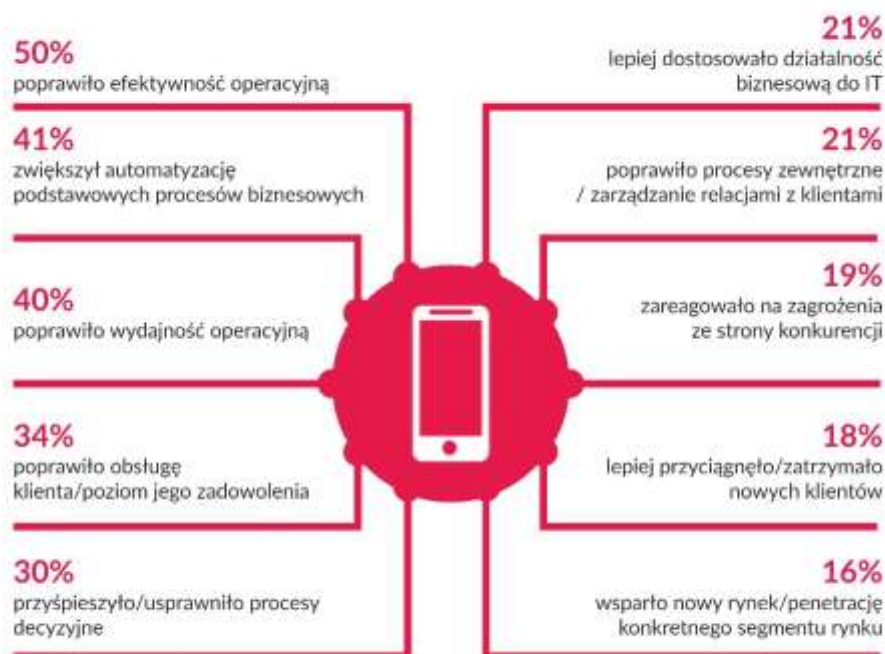 50%
poprawiło efektywność operacyjną
41%
zwiększył automatyzację
podstawowych procesów biznesowych
40%
poprawiło wydajność operacyjną
34%
poprawiło obsługę
klienta/poziom jego zadowolenia
30%
przyśpieszyło/usprawniło procesy
decyzyjne
21%
lepiej dostosowało działalność
biznesową do IT
21%
poprawiło procesy zewnętrzne
/ zarządzanie relacjami z klientami
19%
zareagowało na zagrożenia
ze strony konkurencji
18%
lepiej przyciągnęło/zatrzymało
nowych klientów
16%
wsparło nowy rynek/penetrację
konkretnego segmentu rynku